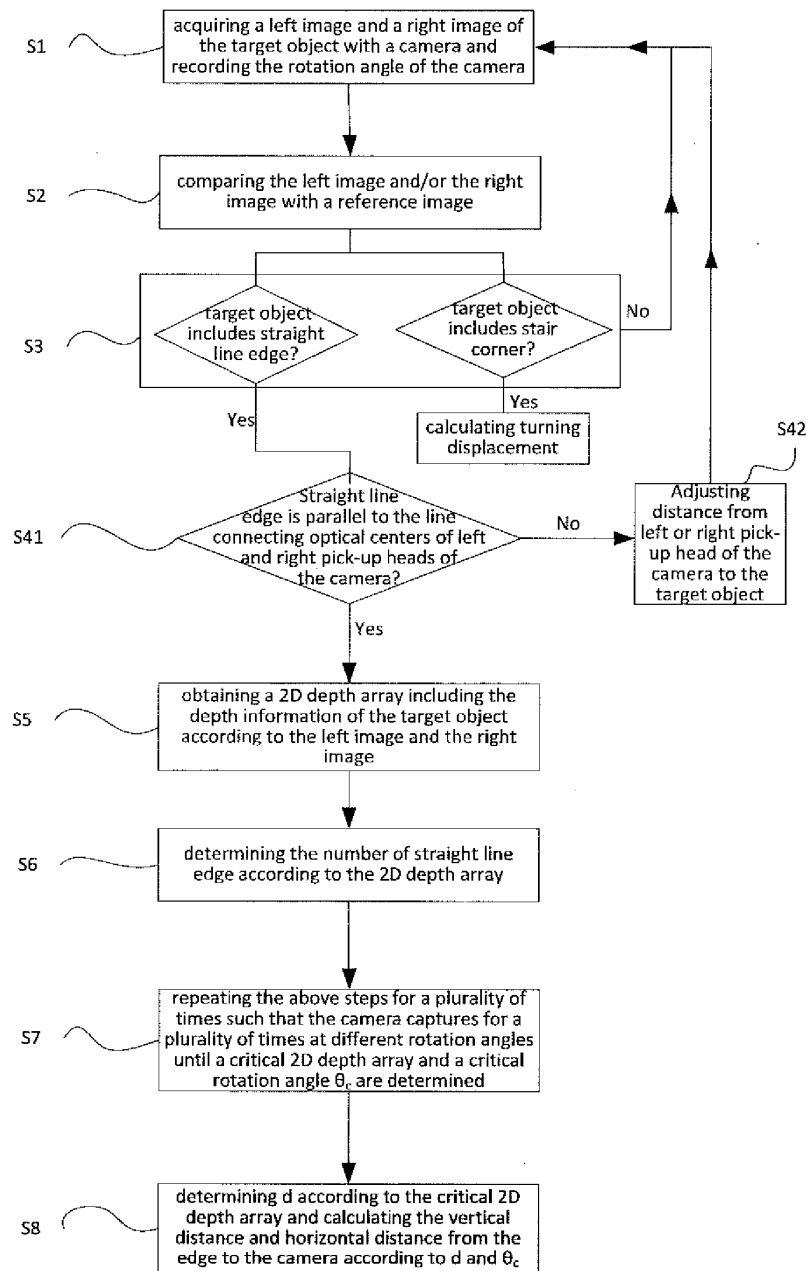 S1
acquiring a left image and a right image of
the target object with a camera and
recording the rotation angle of the camera
S2
comparing the left image and/or the right
image with a reference image
S3
target object
includes straight
line edge?
target object
includes stair
corner?
No
Yes
Yes
calculating turning
displacement
S42
S41
Straight line
edge is parallel to the line
connecting optical centers of left
and right pick-up heads of
the camera?
No
Adjusting
distance from
left or right pick-
up head of the
camera to the
target object
Yes
S5
obtaining a 2D depth array including the
depth information of the target object
according to the left image and the right
image
S6
determining the number of straight line
edge according to the 2D depth array
S7
repeating the above steps for a plurality of
times such that the camera captures for a
plurality of times at different rotation angles
until a critical 2D depth array and a critical
rotation angle θc are determined
S8
determining d according to the critical 2D
depth array and calculating the vertical
distance and horizontal distance from the
edge to the camera according to d and θc